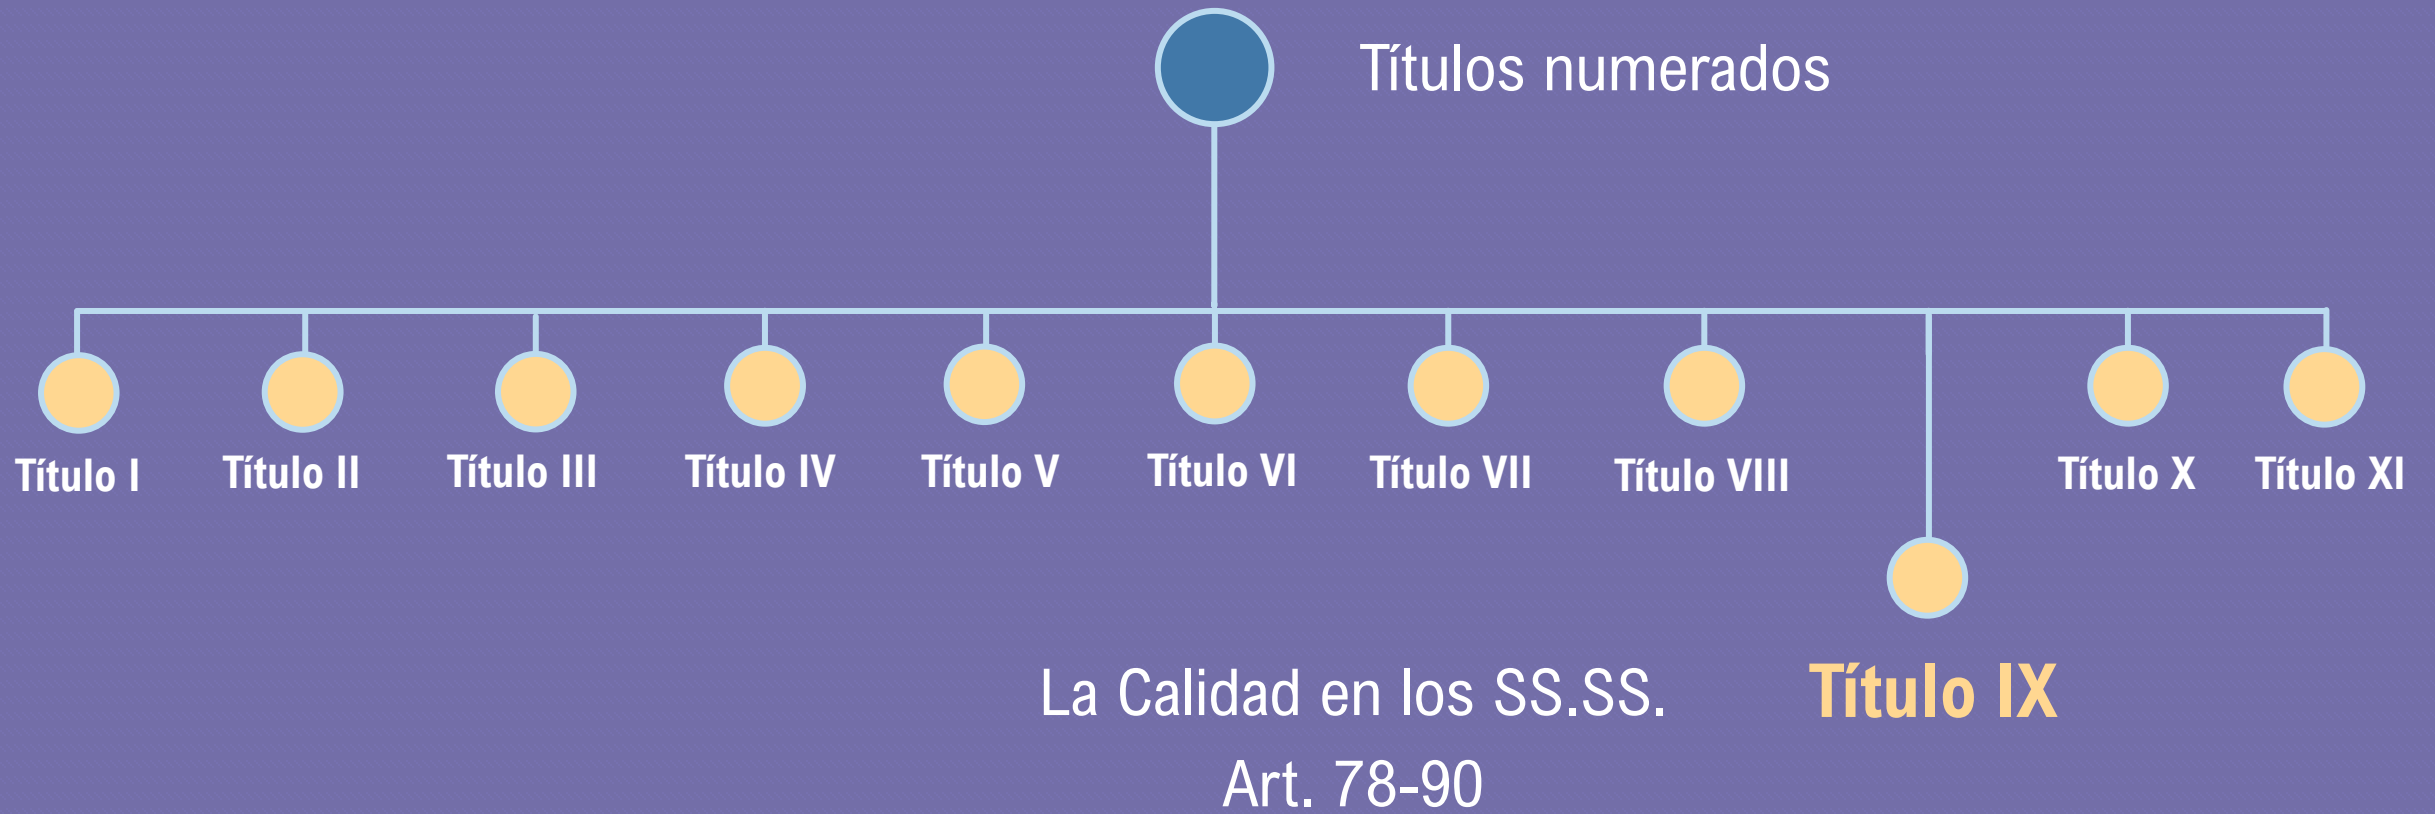 Títulos numerados
Título I
Título II
Título III
Título IV
Título V
Título VI
Título VII
Título VIII
Título X
Título XI
Título IX
La Calidad en los SS.SS.
Art. 78-90